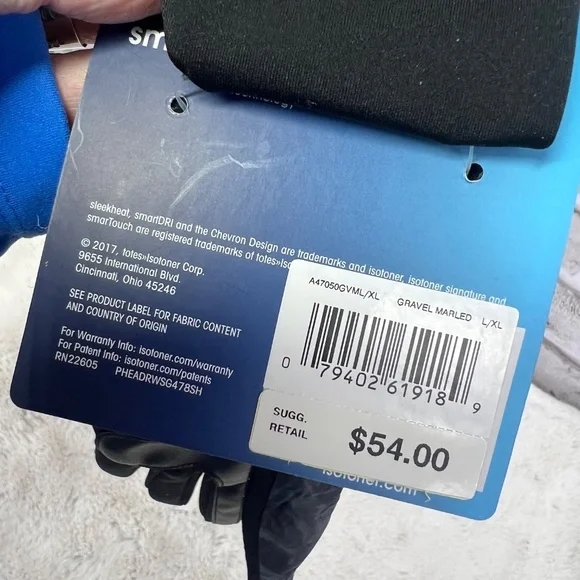 sm
technology
sleekheat, smartDRI and the Chevron Design are trademarks and isotoner, isotoner signature and
smarTouch are registered trademarks of totes»Iso
© 2017, totes»Isotoner Corp.
9655 International Blvd.
Cincinnati, Ohio 45246
SEE PRODUCT LABEL FOR FABRIC CONTENT
AND COUNTRY OF ORIGIN
For Warranty Info: isotoner.com/warranty
For Patent Info: isotoner.com/patents
RN22605 PHEADRWSG478SH
A47050GVML/XL GRAVEL MARLED L/XL
0 79402 61918 9
SUGG.
RETAIL $54.00
isotoner.com